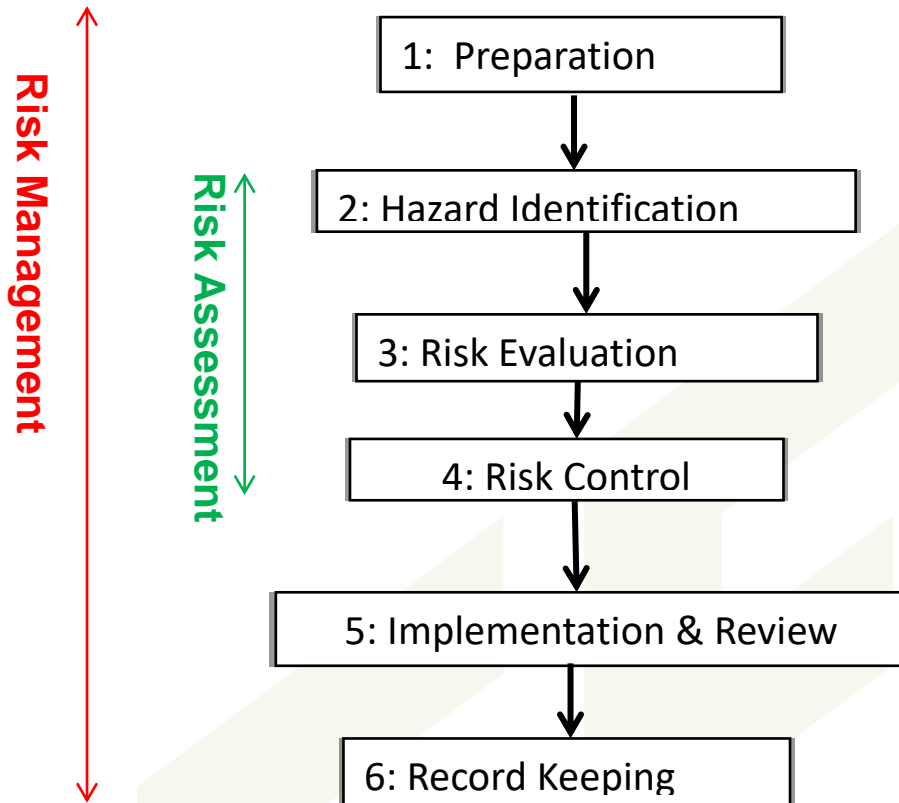 Risk Management
Risk Assessment
1: Preparation
2: Hazard Identification
3: Risk Evaluation
4: Risk Control
5: Implementation & Review
6: Record Keeping